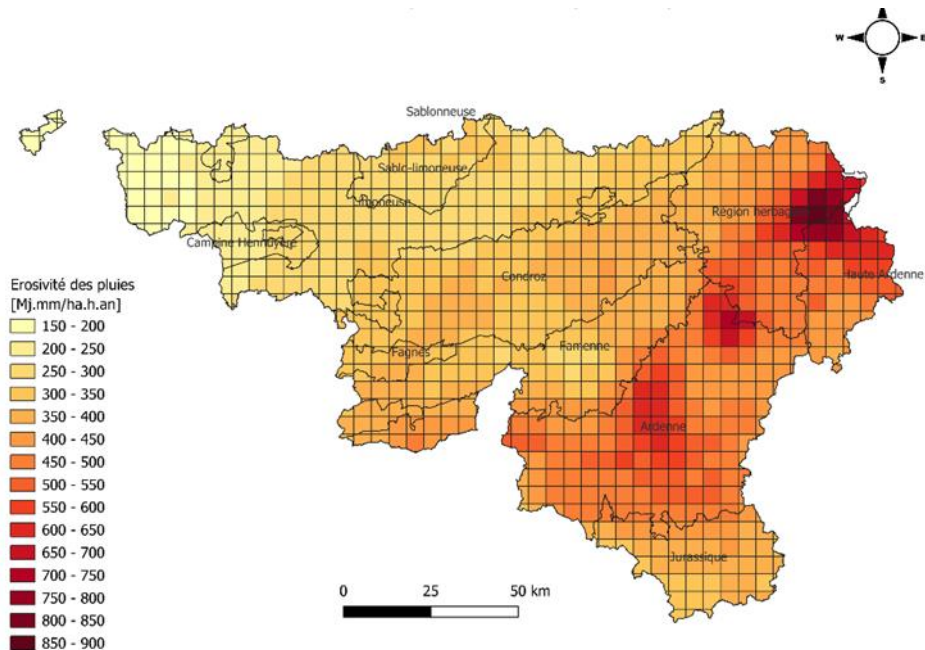 W E
S
Sablonneuse
Sablo-limoneuse
limoneuse
Région herbagère
Campine Hennuyère
Condroz
Haute Ardenne
Erosivité des pluies
[Mj.mm/ha.h.an]
150 - 200
200 - 250
250 - 300
300 - 350
350 - 400
400 - 450
450 - 500
500 - 550
550 - 600
600 - 650
650 - 700
700 - 750
750 - 800
800 - 850
850 - 900
Famenne
Fagnes
Ardenne
Jurassique
0 25 50 km